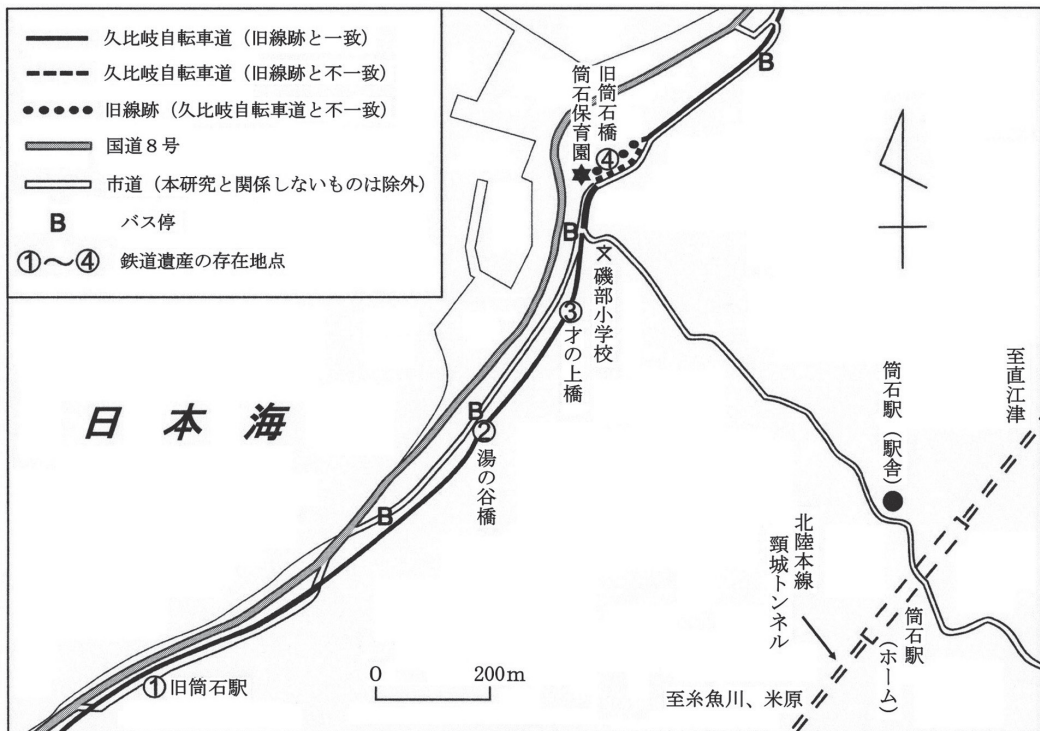 久比岐自転車道（旧線跡と一致）
久比岐自転車道（旧線跡と不一致）
旧線跡（久比岐自転車道と不一致）
国道８号
市道（本研究と関係しないものは除外）
B バス停
①～④ 鉄道遺産の存在地点
B
旧筒石橋
筒石保育園
④
B
磯部小学校
③
才の上橋
日本海
B
②
湯の谷橋
B
至直江津
筒石駅（駅舎）
北陸本線
頸城トンネル
筒石駅
（ホーム）
①旧筒石駅
0 200m
至糸魚川、米原